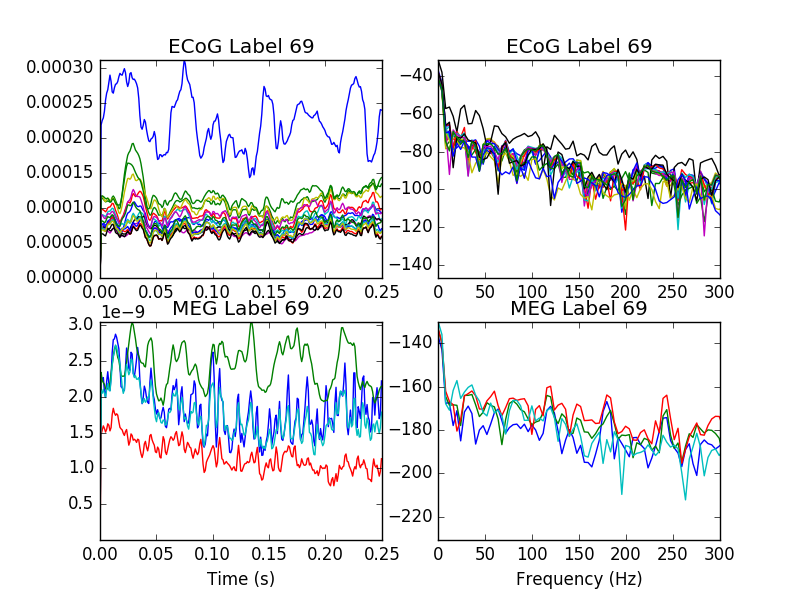 ECoG Label 69
ECoG Label 69
0.00030
0.00025
0.00020
0.00015
0.00010
0.00005
0.00000
0.00 0.05 0.10 0.15 0.20 0.25
−40
−60
−80
−100
−120
−140
0 50 100 150 200 250 300
1e−9
MEG Label 69
MEG Label 69
3.0
2.5
2.0
1.5
1.0
0.5
0.00 0.05 0.10 0.15 0.20 0.25
Time (s)
−140
−160
−180
−200
−220
0 50 100 150 200 250 300
Frequency (Hz)